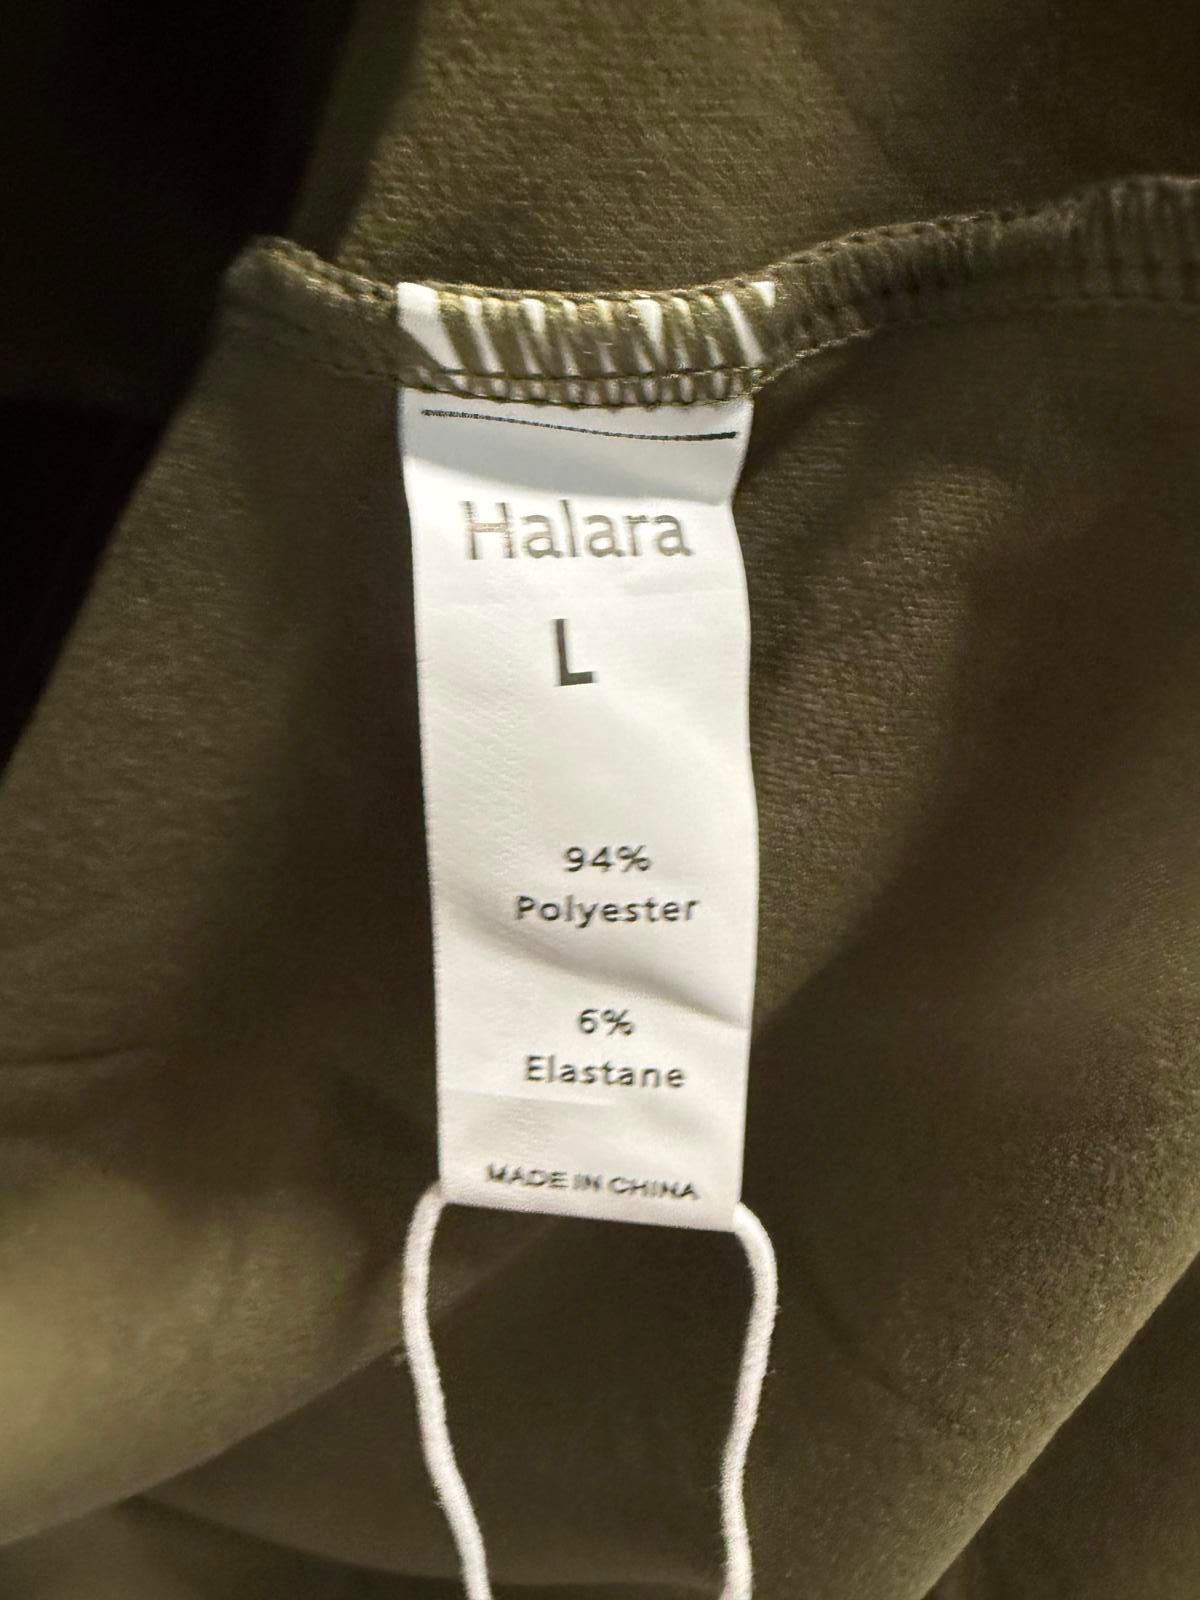 Halara
L
94%
Polyester
6%
Elastane
MADE IN CHINA